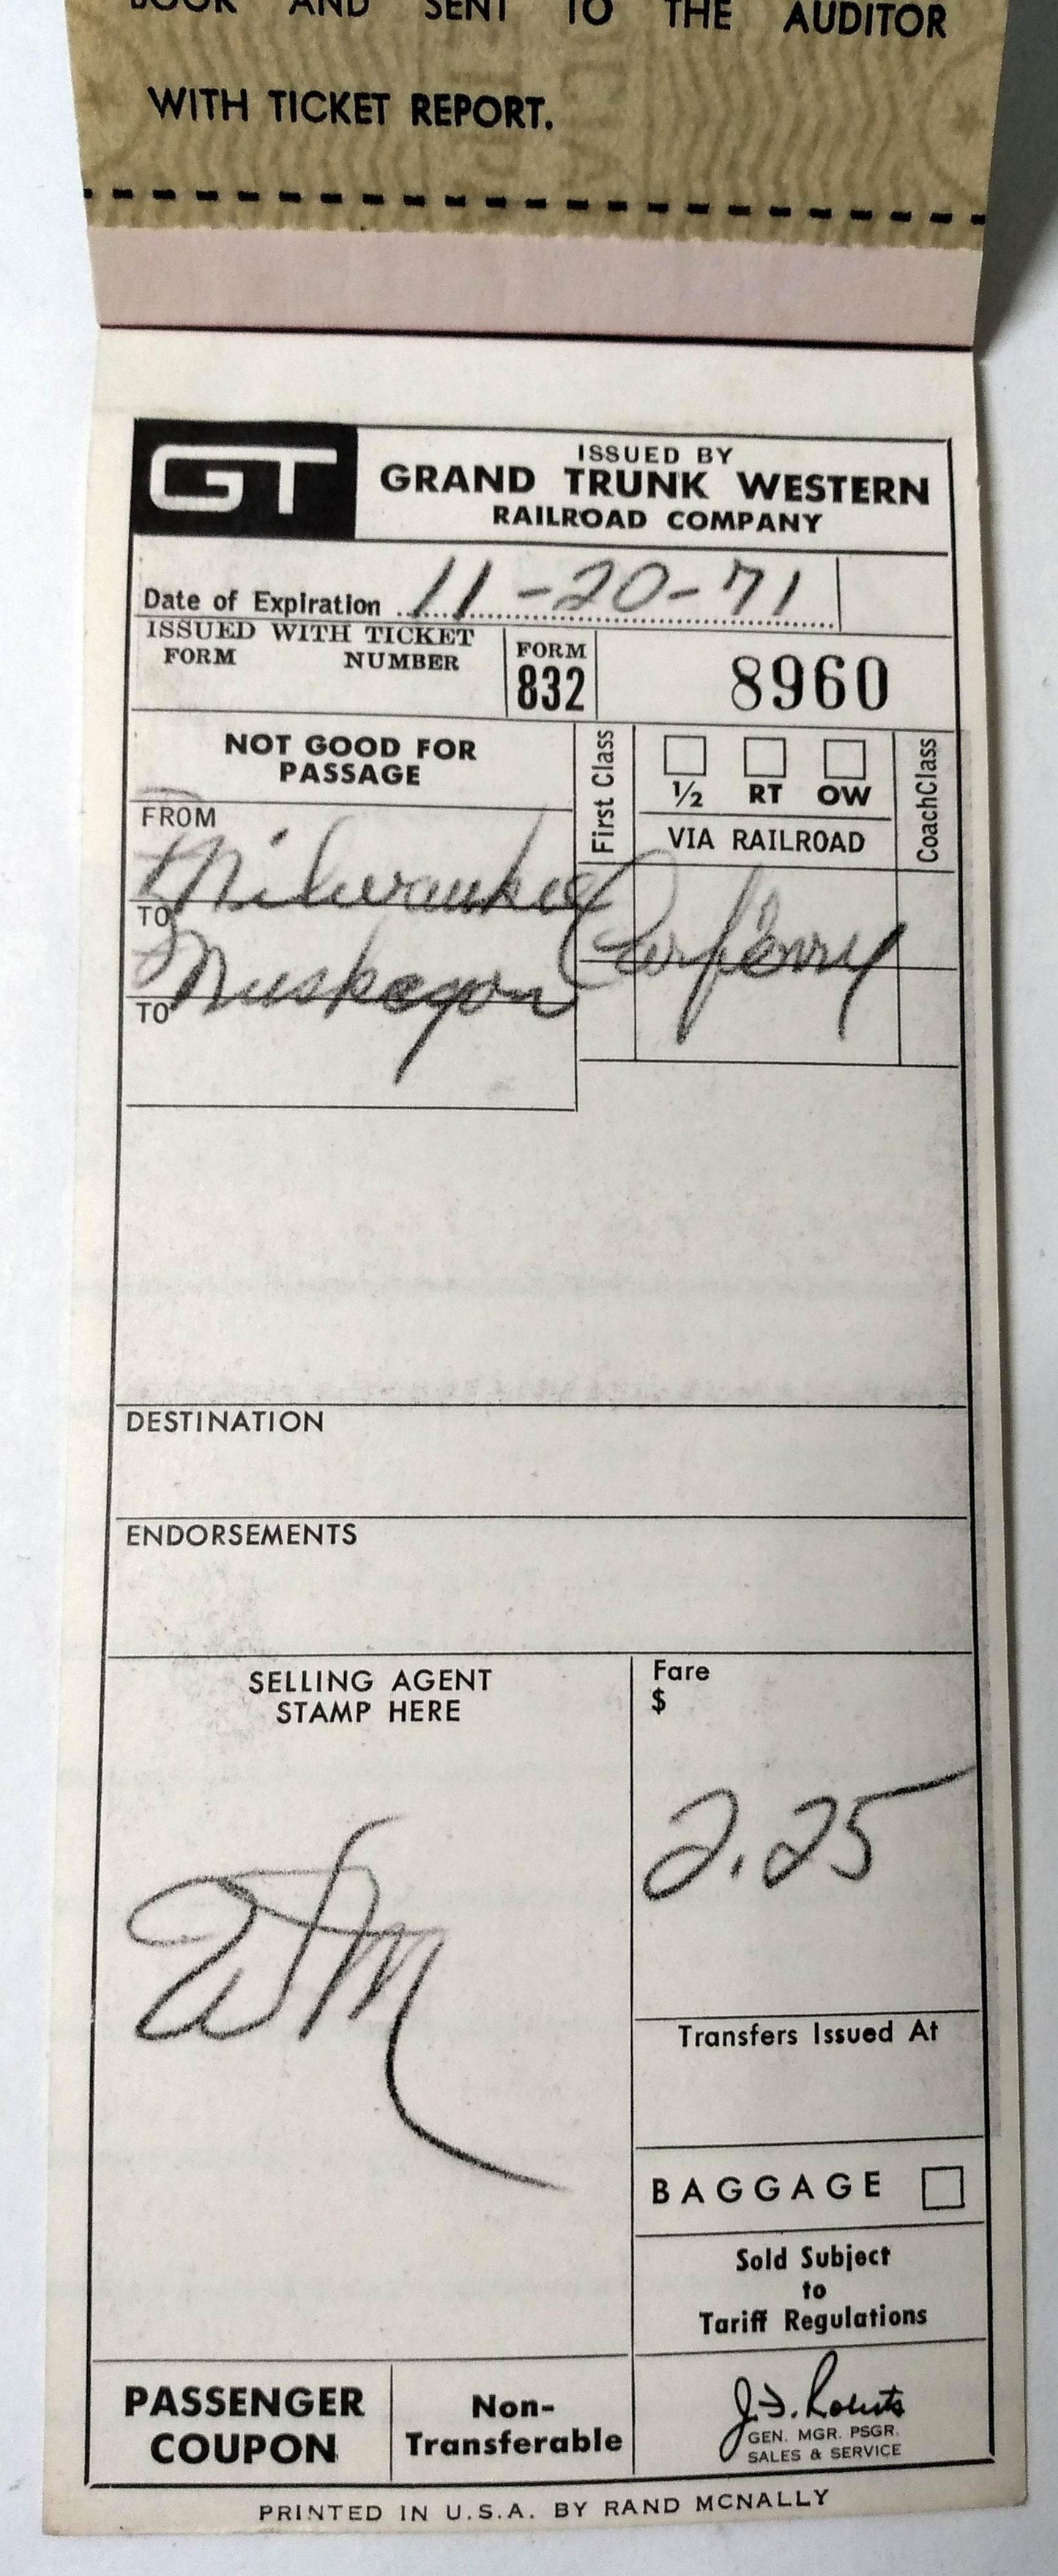 BOOK AND SENT TO THE AUDITOR
WITH TICKET REPORT.
GT
ISSUED BY
GRAND TRUNK WESTERN
RAILROAD COMPANY
Date of Expiration 11-20-71
ISSUED WITH TICKET
FORM NUMBER
FORM
832
8960
NOT GOOD FOR
PASSAGE
First Class
½ RT OW
VIA RAILROAD
Coach Class
FROM
Milwaukee
TO
Muskegon
TO
DESTINATION
ENDORSEMENTS
SELLING AGENT
STAMP HERE
Fare
$
2.25
Transfers Issued At
BAGGAGE
Sold Subject
to
Tariff Regulations
PASSENGER
COUPON
Non-
Transferable
GEN. MGR. PSGR.
SALES & SERVICE
PRINTED IN U.S.A. BY RAND MCNALLY